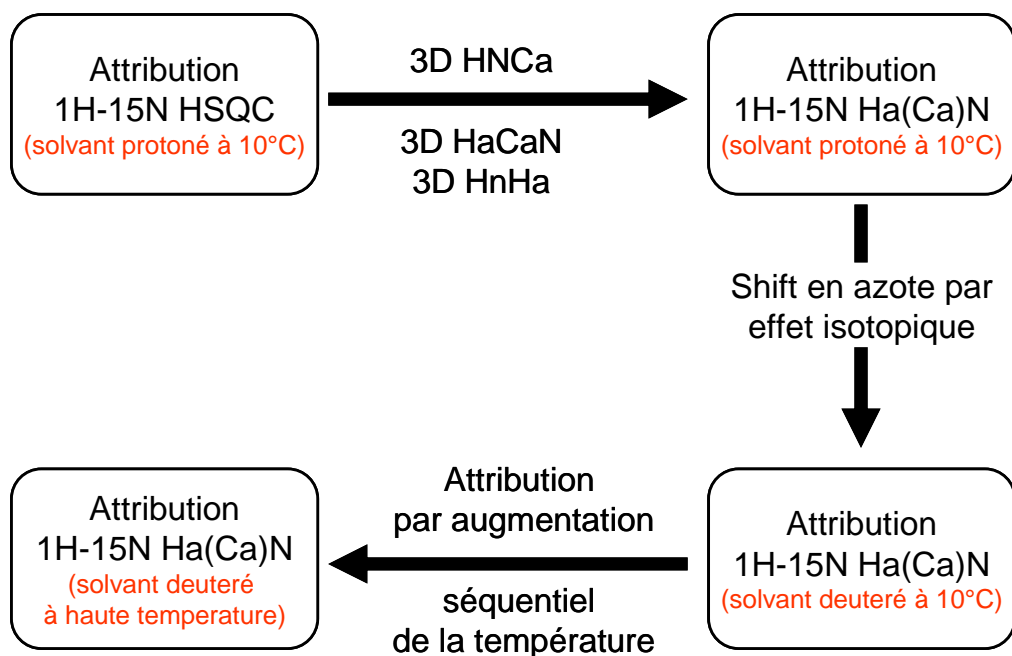 Attribution
1H-15N HSQC
(solvant protoné à 10°C)
3D HNCa
3D HaCaN
3D HnHa
Attribution
1H-15N Ha(Ca)N
(solvant protoné à 10°C)
Shift en azote par
effet isotopique
Attribution
1H-15N Ha(Ca)N
(solvant deuteré à 10°C)
Attribution
par augmentation
séquentiel
de la température
Attribution
1H-15N Ha(Ca)N
(solvant deuteré
à haute temperature)